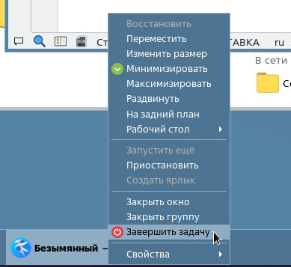 Восстановить
Переместить
Изменить размер
Минимизировать
Максимизировать
Раздвинуть
На задний план
Рабочий стол
Запустить ещё
Приостановить
Создать ярлык
Закрыть окно
Закрыть группу
Завершить задачу
Свойства
Ст
ТАВКА ru
В сети
С
Безымянный –